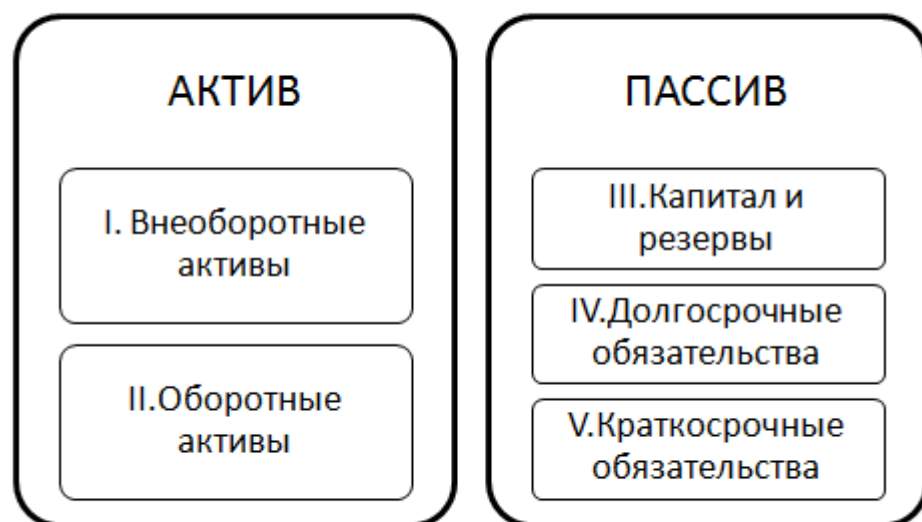 АКТИВ
I. Внеоборотные
активы
II.Оборотные
активы
ПАССИВ
III.Капитал и
резервы
IV.Долгосрочные
обязательства
V.Краткосрочные
обязательства